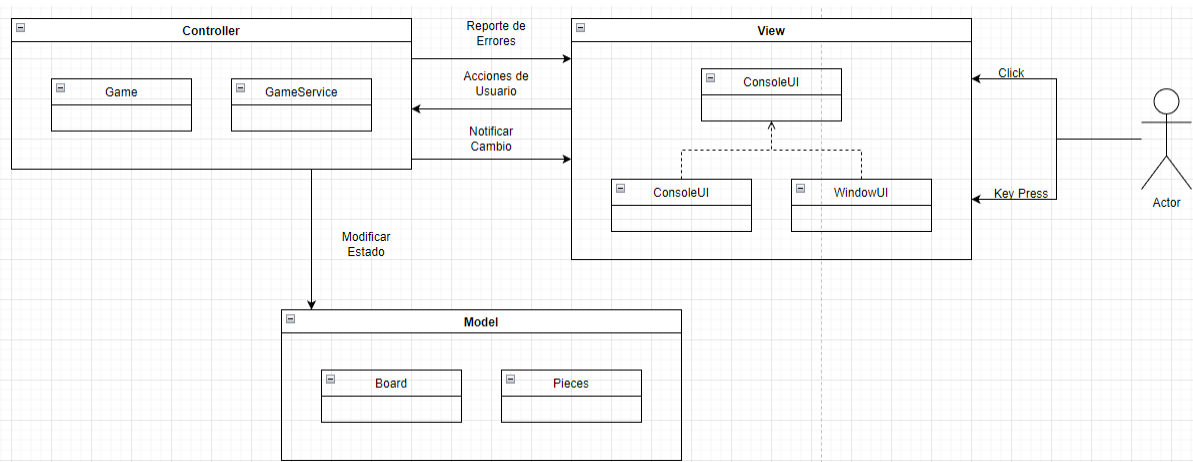 Controller
Game
GameService
Reporte de
Errores
Acciones de
Usuario
Notificar
Cambio
View
ConsoleUI
ConsoleUI
WindowUI
Click
Key Press
Actor
Modificar
Estado
Model
Board
Pieces